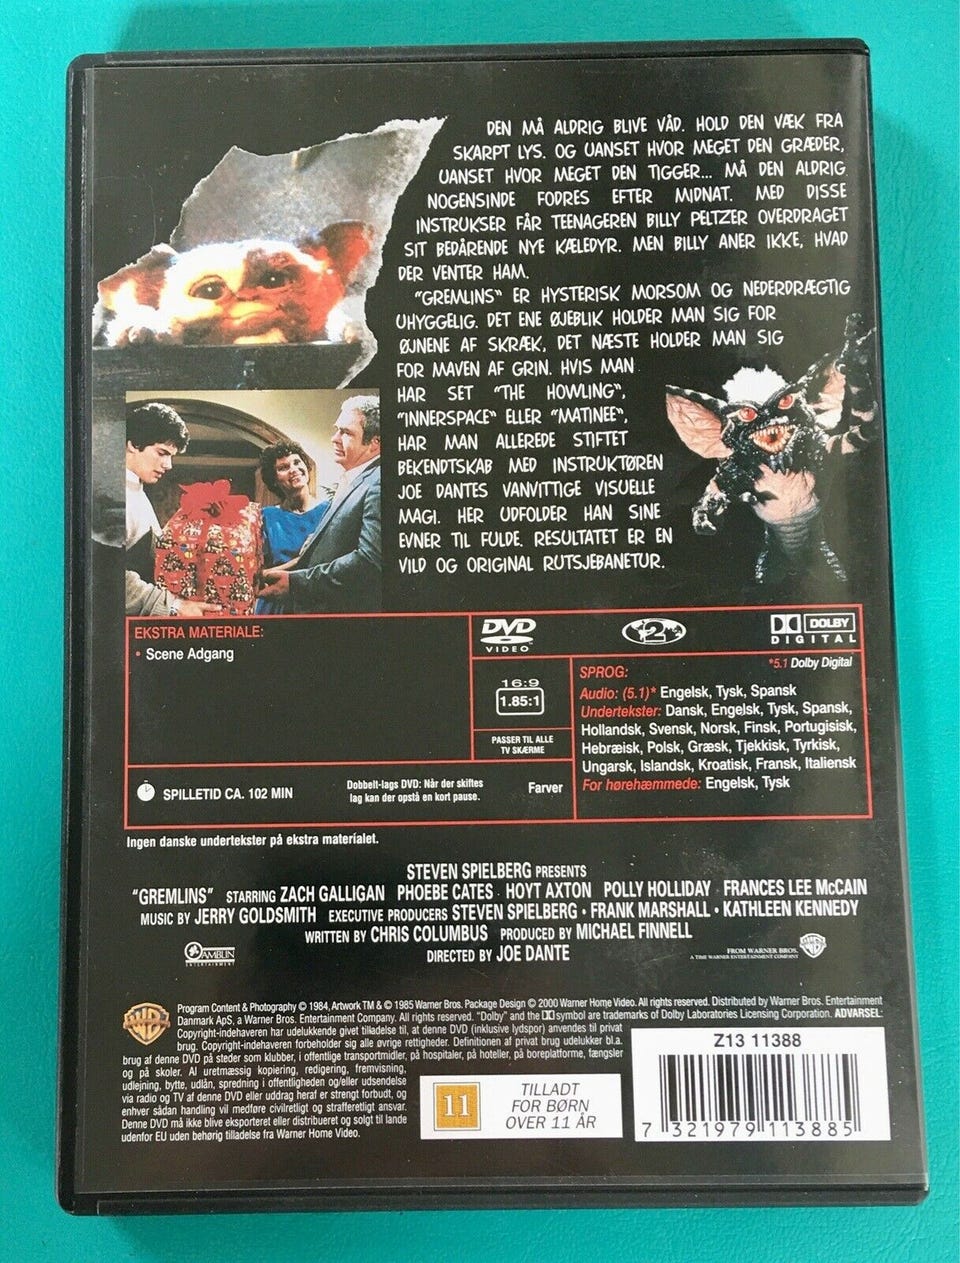 DEN MÅ ALDRIG BLIVE VÅD. HOLD DEN VÆK FRA
SKARPT LYS. OG UANSET HVOR MEGET DEN GRÆDER,
UANSET HVOR MEGET DEN TIGGER... MÅ DEN ALDRIG
NOGENSINDE FODRES EFTER MIDNAT. MED DISSE
INSTRUKSER FÅR TEENAGEREN BILLY PELTZER OVERDRAGET
SIT BEDÅRENDE NYE KÆLEDYR. MEN BILLY ANER IKKE, HVAD
DER VENTER HAM.
"GREMLINS" ER HYSTERISK MORSOM OG NEDERDRÆGTIG
UHYGGELIG. DET ENE ØJEBLIK HOLDER MAN SIG FOR
ØJNENE AF SKRÆK, DET NÆSTE HOLDER MAN SIG
FOR MAVEN AF GRIN. HVIS MAN
HAR SET "THE HOWLING",
"INNERSPACE" ELLER "MATINEE",
HAR MAN ALLEREDE STIFTET
BEKENDTSKAB MED INSTRUKTØREN
JOE DANTES VANVITTIGE VISUELLE
MAGI. HER UDFOLDER HAN SINE
EVNER TIL FULDE. RESULTATET ER EN
VILD OG ORIGINAL RUTSJEBANETUR.
EKSTRA MATERIALE:
• Scene Adgang
DVD
VIDEO
2
DOLBY
DIGITAL
*5.1 Dolby Digital
16:9
1.85:1
PASSER TIL ALLE
TV SKÆRME
SPROG:
Audio: (5.1)* Engelsk, Tysk, Spansk
Undertekster: Dansk, Engelsk, Tysk, Spansk,
Hollandsk, Svensk, Norsk, Finsk, Portugisisk,
Hebræisk, Polsk, Græsk, Tjekkisk, Tyrkisk,
Ungarsk, Islandsk, Kroatisk, Fransk, Italiensk
For hørehæmmede: Engelsk, Tysk
SPILLETID CA. 102 MIN
Dobbelt-lags DVD: Når der skiftes
lag kan der opstå en kort pause.
Farver
Ingen danske undertekster på ekstra materialet.
STEVEN SPIELBERG PRESENTS
"GREMLINS" STARRING ZACH GALLIGAN PHOEBE CATES · HOYT AXTON POLLY HOLLIDAY · FRANCES LEE McCAIN
MUSIC BY JERRY GOLDSMITH EXECUTIVE PRODUCERS STEVEN SPIELBERG · FRANK MARSHALL · KATHLEEN KENNEDY
WRITTEN BY CHRIS COLUMBUS PRODUCED BY MICHAEL FINNELL
DIRECTED BY JOE DANTE
AMBLIN
ENTERTAINMENT
FROM WARNER BROS.
A TIME WARNER ENTERTAINMENT COMPANY
Program Content & Photography © 1984, Artwork TM & © 1985 Warner Bros. Package Design © 2000 Warner Home Video. All rights reserved. Distributed by Warner Bros. Entertainment
Danmark ApS, a Warner Bros. Entertainment Company. All rights reserved. "Dolby" and the DD symbol are trademarks of Dolby Laboratories Licensing Corporation. ADVARSEL:
Copyright-indehaveren har udelukkende givet tilladelse til, at denne DVD (inklusive lydspor) anvendes til privat
brug. Copyright-indehaveren forbeholder sig alle øvrige rettigheder. Definitionen af privat brug udelukker bl.a.
brug af denne DVD på steder som klubber, i offentlige transportmidler, på hospitaler, på hoteller, på boreplatforme, fængsler
og på skoler. Al uretmæssig kopiering, redigering, fremvisning,
udlejning, bytte, udlån, spredning i offentligheden og/eller udsendelse
via radio og TV af denne DVD eller uddrag heraf er strengt forbudt, og
enhver sådan handling vil medføre civilretligt og strafferetligt ansvar.
Denne DVD må ikke blive eksporteret eller distribueret og solgt til lande
udenfor EU uden behørig tilladelse fra Warner Home Video.
11
TILLADT
FOR BØRN
OVER 11 ÅR
Z13 11388
7 321979 113885